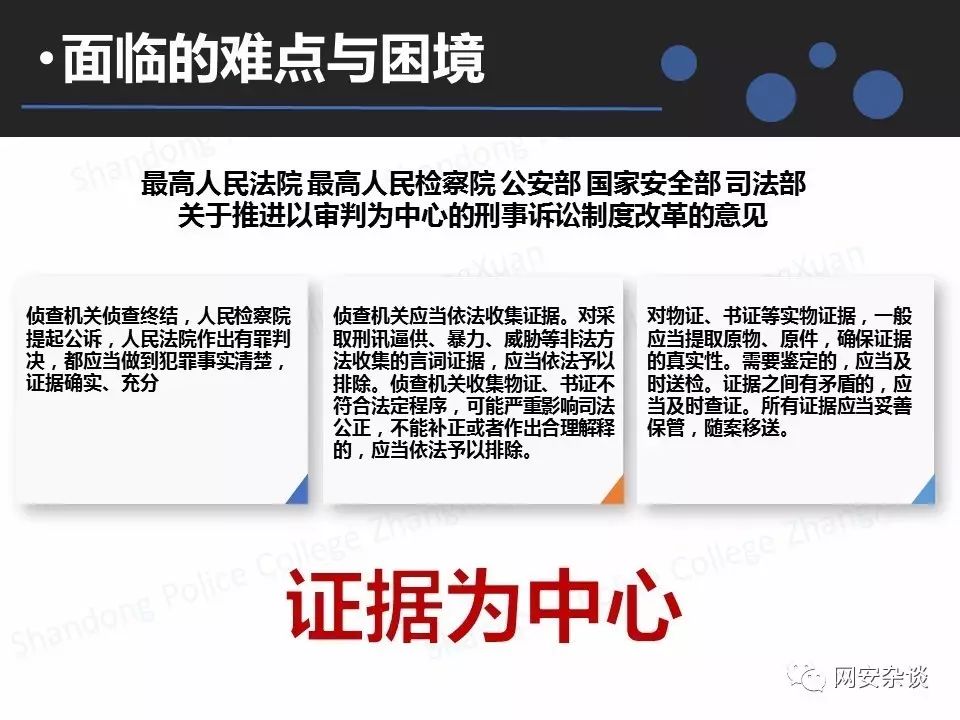 ·面临的难点与困境
最高人民法院 最高人民检察院 公安部 国家安全部 司法部
关于推进以审判为中心的刑事诉讼制度改革的意见
侦查机关侦查终结，人民检察院
提起公诉，人民法院作出有罪判
决，都应当做到犯罪事实清楚，
证据确实、充分
侦查机关应当依法收集证据。对采
取刑讯逼供、暴力、威胁等非法方
法收集的言词证据，应当依法予以
排除。侦查机关收集物证、书证不
符合法定程序，可能严重影响司法
公正，不能补正或者作出合理解释
的，应当依法予以排除。
对物证、书证等实物证据，一般
应当提取原物、原件，确保证据
的真实性。需要鉴定的，应当及
时送检。证据之间有矛盾的，应
当及时查证。所有证据应当妥善
保管，随案移送。
证据为中心
Shandong Police College
网安杂谈